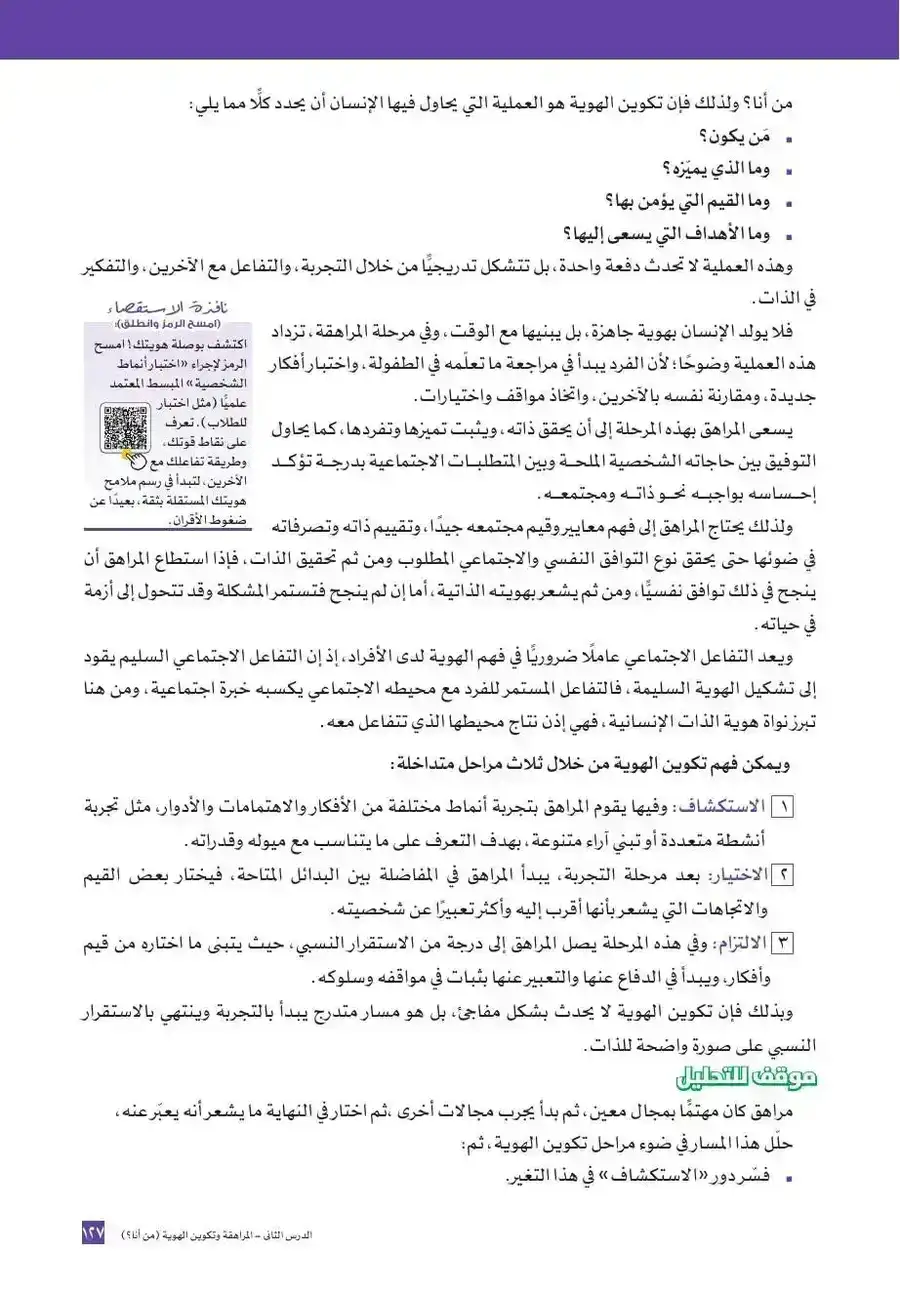 من أنا؟ ولذلك فإن تكوين الهوية هو العملية التي يحاول فيها الإنسان أن يحدد كلًّا مما يلي:
▪ مَن يكون؟
▪ وما الذي يميّزه؟
▪ وما القيم التي يؤمن بها؟
▪ وما الأهداف التي يسعى إليها؟
وهذه العملية لا تحدث دفعة واحدة، بل تتشكل تدريجيًّا من خلال التجربة، والتفاعل مع الآخرين، والتفكير
في الذات.
فلا يولد الإنسان بهوية جاهزة، بل يبنيها مع الوقت، وفي مرحلة المراهقة، تزداد
هذه العملية وضوحًا؛ لأن الفرد يبدأ في مراجعة ما تعلّمه في الطفولة، واختبار أفكار
جديدة، ومقارنة نفسه بالآخرين، واتخاذ مواقف واختيارات.
يسعى المراهق بهذه المرحلة إلى أن يحقق ذاته، ويثبت تميزها وتفردها، كما يحاول
التوفيق بين حاجاته الشخصية الملحـة وبين المتطلبـات الاجتماعية بدرجـة تؤكـد
إحـساسه بواجبـه نحـو ذاتـه ومجتمعـه.
نافذة الاستقصاء
(امسح الرمز وانطلق):
اكتشف بوصلة هويتك! امسح
الرمز لإجراء «اختبار أنماط
الشخصية» المبسط المعتمد
علميًّا (مثل اختبار
للطلاب). تعرف
على نقاط قوتك،
وطريقة تفاعلك مع
الآخرين، لتبدأ في رسم ملامح
هويتك المستقلة بثقة، بعيدًا عن
ضغوط الأقران.
ولذلك يحتاج المراهق إلى فهم معايير وقيم مجتمعه جيدًا، وتقييم ذاته وتصرفاته
في ضوئها حتى يحقق نوع التوافق النفسي والاجتماعي المطلوب ومن ثم تحقيق الذات، فإذا استطاع المراهق أن
ينجح في ذلك توافق نفسيًّا، ومن ثم يشعر بهويته الذاتية، أما إن لم ينجح فتستمر المشكلة وقد تتحول إلى أزمة
في حياته.
ويعد التفاعل الاجتماعي عاملًا ضروريًّا في فهم الهوية لدى الأفراد، إذ إن التفاعل الاجتماعي السليم يقود
إلى تشكيل الهوية السليمة، فالتفاعل المستمر للفرد مع محيطه الاجتماعي يكسبه خبرة اجتماعية، ومن هنا
تبرز نواة هوية الذات الإنسانية، فهي إذن نتاج محيطها الذي تتفاعل معه.
ويمكن فهم تكوين الهوية من خلال ثلاث مراحل متداخلة:
١ الاستكشاف: وفيها يقوم المراهق بتجربة أنماط مختلفة من الأفكار والاهتمامات والأدوار، مثل تجربة
أنشطة متعددة أو تبني آراء متنوعة، بهدف التعرف على ما يتناسب مع ميوله وقدراته.
٢ الاختيار: بعد مرحلة التجربة، يبدأ المراهق في المفاضلة بين البدائل المتاحة، فيختار بعض القيم
والاتجاهات التي يشعر بأنها أقرب إليه وأكثر تعبيرًا عن شخصيته.
٣ الالتزام: وفي هذه المرحلة يصل المراهق إلى درجة من الاستقرار النسبي، حيث يتبنى ما اختاره من قيم
وأفكار، ويبدأ في الدفاع عنها والتعبير عنها بثبات في مواقفه وسلوكه.
وبذلك فإن تكوين الهوية لا يحدث بشكل مفاجئ، بل هو مسار متدرج يبدأ بالتجربة وينتهي بالاستقرار
النسبي على صورة واضحة للذات.
موقف للتحليل
مراهق كان مهتمًّا بمجال معين، ثم بدأ يجرب مجالات أخرى ،ثم اختار في النهاية ما يشعر أنه يعبّر عنه،
حلّل هذا المسار في ضوء مراحل تكوين الهوية، ثم:
▪ فسّر دور «الاستكشاف» في هذا التغير.
الدرس الثانى - المراهقة وتكوين الهوية (من أنا؟) ١٢٧